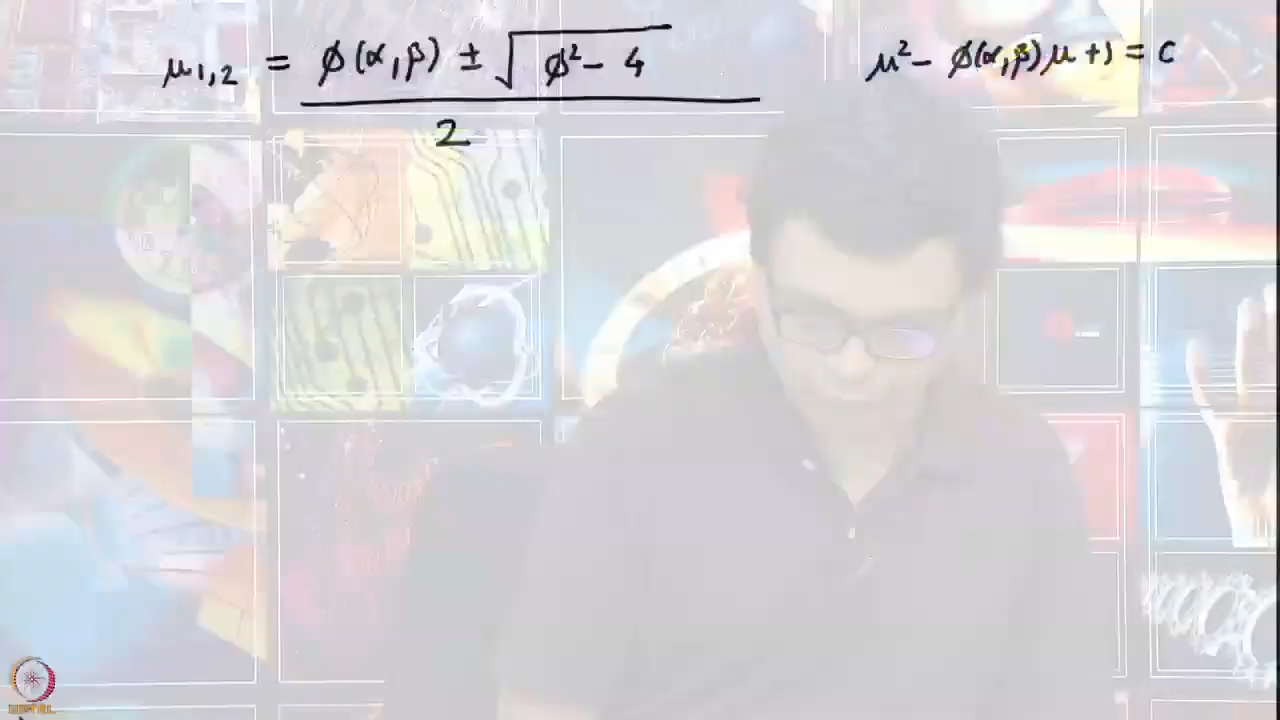 μ1,2 = (ϕ(α,β) ± √(ϕ² - 4)) / 2
μ² - ϕ(α,β)μ + 1 = 0